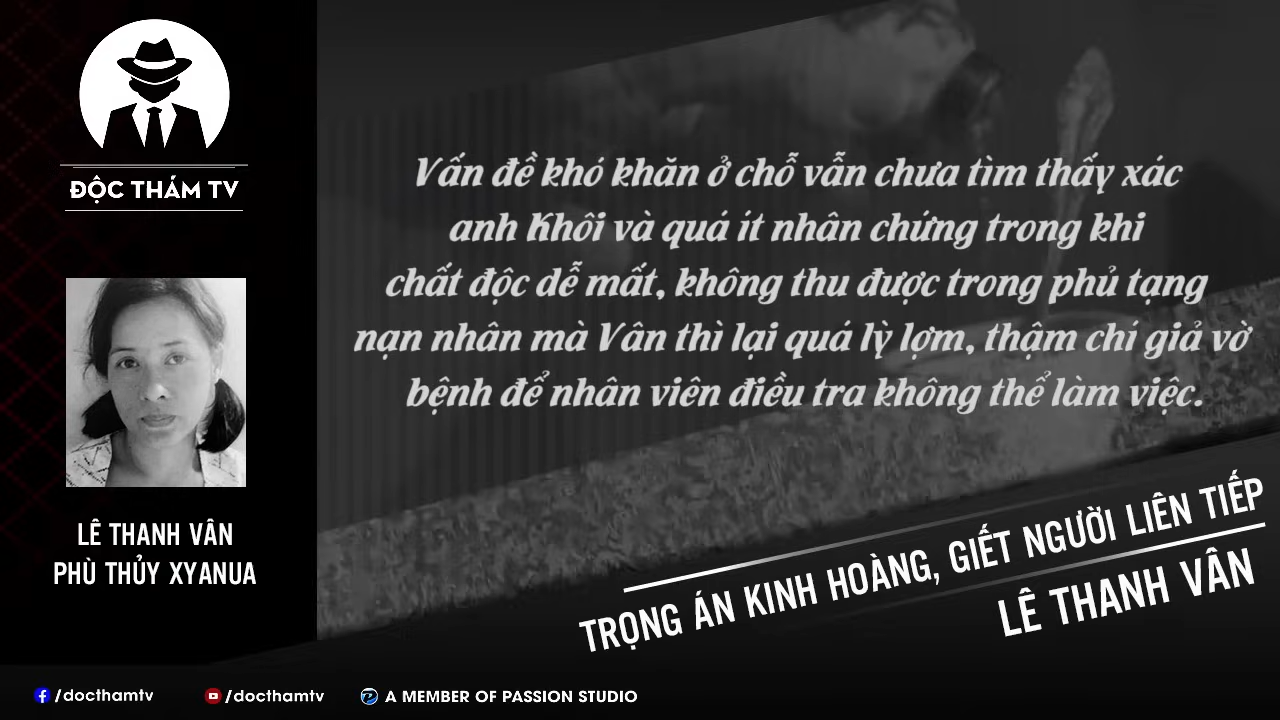 ĐỘC THÁM TV
LÊ THANH VÂN
PHÙ THỦY XYANUA
Vấn đề khó khăn ở chỗ vẫn chưa tìm thấy xác
anh Khôi và quá ít nhân chứng trong khi
chất độc dễ mất, không thu được trong phủ tạng
nạn nhân mà Vân thì lại quá lỳ lợm, thậm chí giả vờ
bệnh để nhân viên điều tra không thể làm việc.
TRỌNG ÁN KINH HOÀNG, GIẾT NGƯỜI LIÊN TIẾP
LÊ THANH VÂN
/docthamtv
/docthamtv
A MEMBER OF PASSION STUDIO